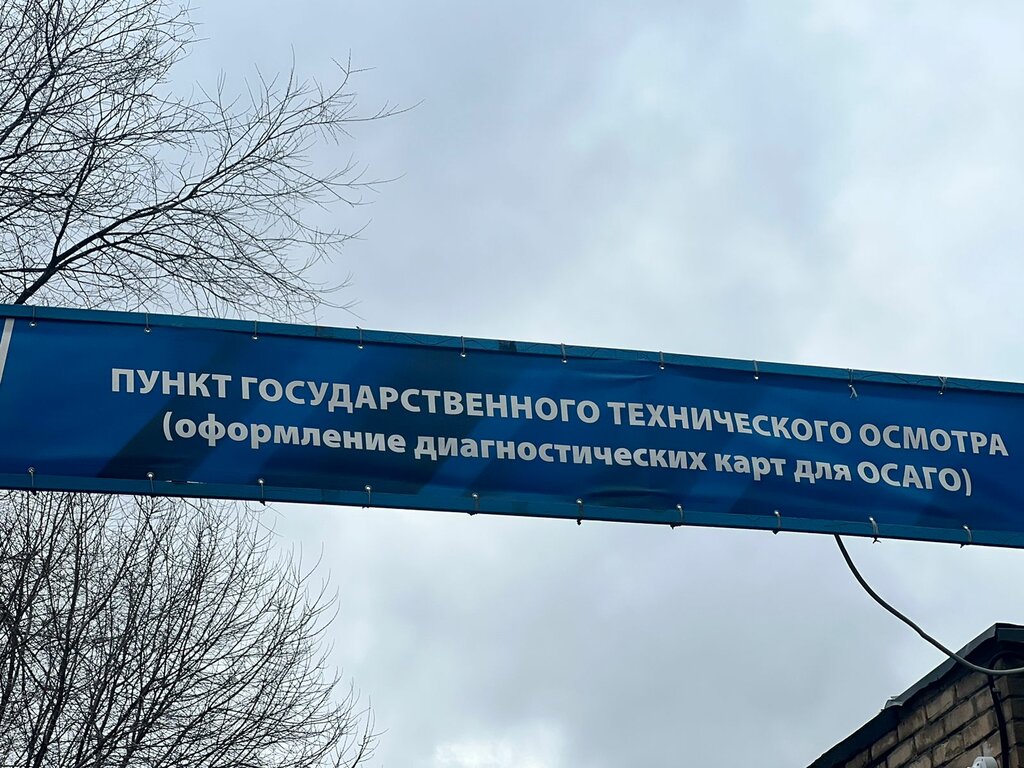 ПУНКТ ГОСУДАРСТВЕННОГО ТЕХНИЧЕСКОГО ОСМОТРА
(оформление диагностических карт для ОСАГО)